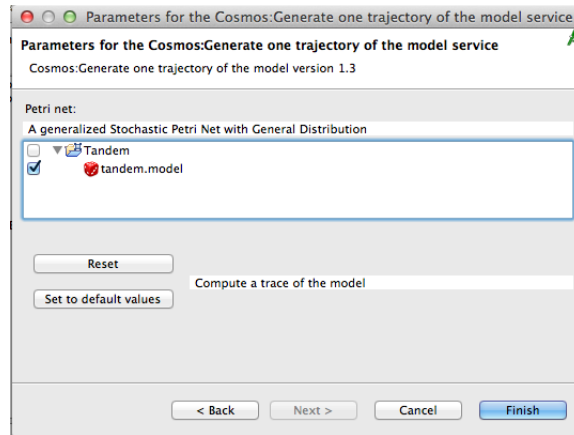 Parameters for the Cosmos:Generate one trajectory of the model service
Parameters for the Cosmos:Generate one trajectory of the model service
Cosmos:Generate one trajectory of the model version 1.3
Petri net:
A generalized Stochastic Petri Net with General Distribution
Tandem
tandem.model
Reset
Compute a trace of the model
Set to default values
< Back Next > Cancel Finish